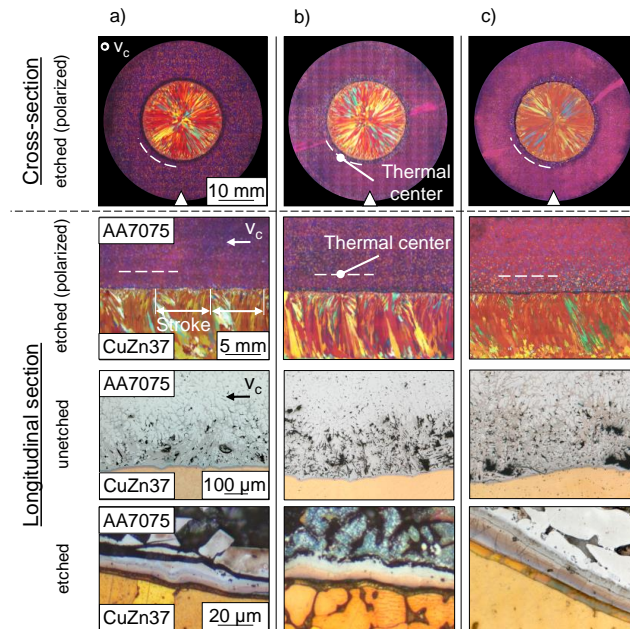 a)
b)
c)
Cross-section
etched (polarized)
v_c
10 mm
Thermal
center
Longitudinal section
etched (polarized)
AA7075
v_c
Stroke
CuZn37
5 mm
Thermal center
unetched
AA7075
v_c
CuZn37
100 µm
etched
AA7075
CuZn37
20 µm